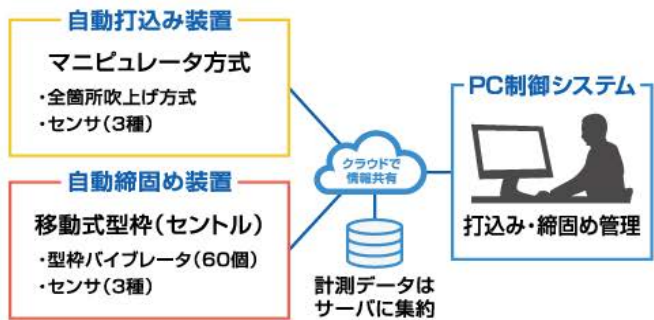 自動打込み装置
マニピュレータ方式
・全箇所吹上げ方式
・センサ(3種)
自動締固め装置
移動式型枠(セントル)
・型枠バイブレータ(60個)
・センサ(3種)
クラウドで
情報共有
計測データは
サーバに集約
PC制御システム
打込み・締固め管理